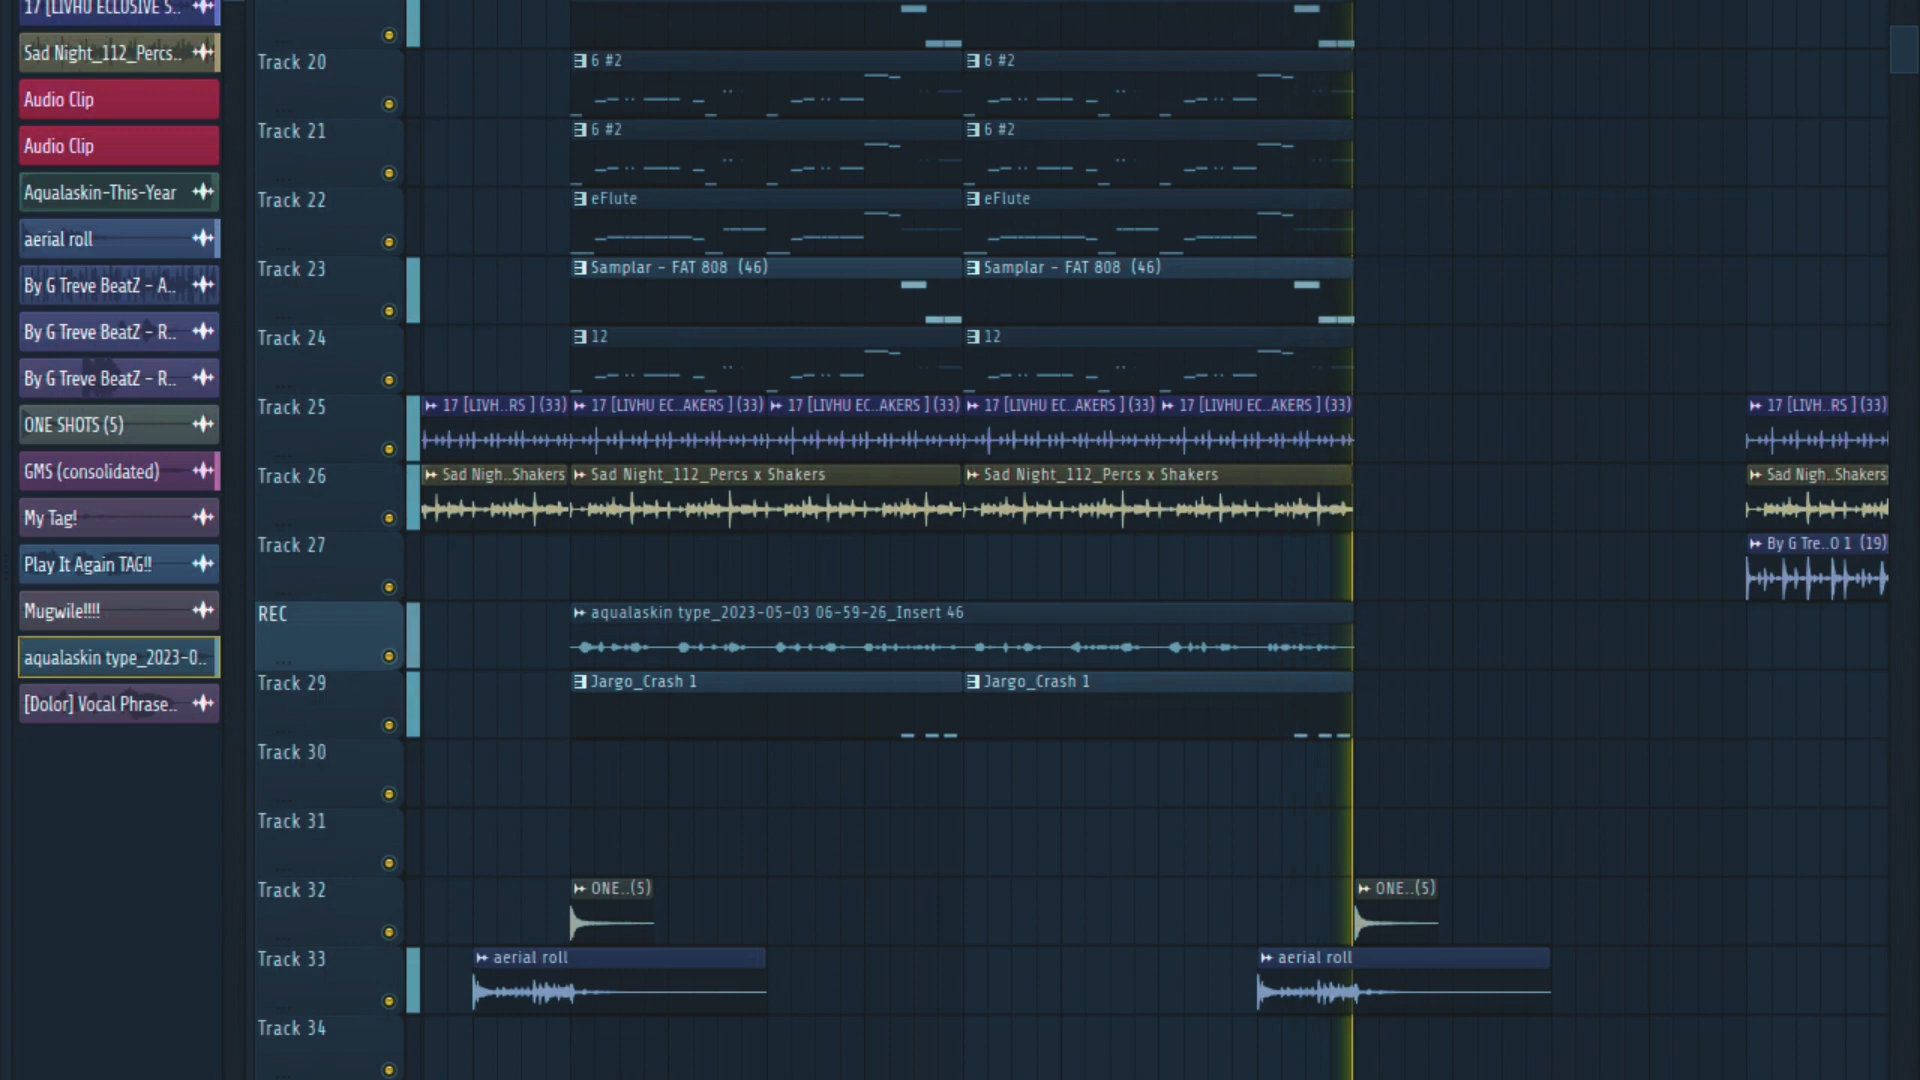 17 [LIVHU ECLUSIVE S..
Sad Night_112_Percs..
Audio Clip
Audio Clip
Aqualaskin-This-Year
aerial roll
By G Treve BeatZ - A..
By G Treve BeatZ - R..
By G Treve BeatZ - R..
ONE SHOTS (5)
GMS (consolidated)
My Tag!
Play It Again TAG!!
Mugwile!!!!
aqualaskin type_2023-0..
[Dolor] Vocal Phrase..
Track 20
6 #2
6 #2
Track 21
6 #2
6 #2
Track 22
eFlute
eFlute
Track 23
Samplar - FAT 808 (46)
Samplar - FAT 808 (46)
Track 24
12
12
Track 25
17 [LIVH..RS ] (33)
17 [LIVHU EC..AKERS ] (33)
17 [LIVHU EC..AKERS ] (33)
17 [LIVHU EC..AKERS ] (33)
17 [LIVHU EC..AKERS ] (33)
17 [LIVH..RS ] (33)
Track 26
Sad Nigh..Shakers
Sad Night_112_Percs x Shakers
Sad Night_112_Percs x Shakers
Sad Nigh..Shakers
Track 27
By G Tre..O 1 (19)
REC
aqualaskin type_2023-05-03 06-59-26_Insert 46
Track 29
Jargo_Crash 1
Jargo_Crash 1
Track 30
Track 31
Track 32
ONE..(5)
ONE..(5)
Track 33
aerial roll
aerial roll
Track 34